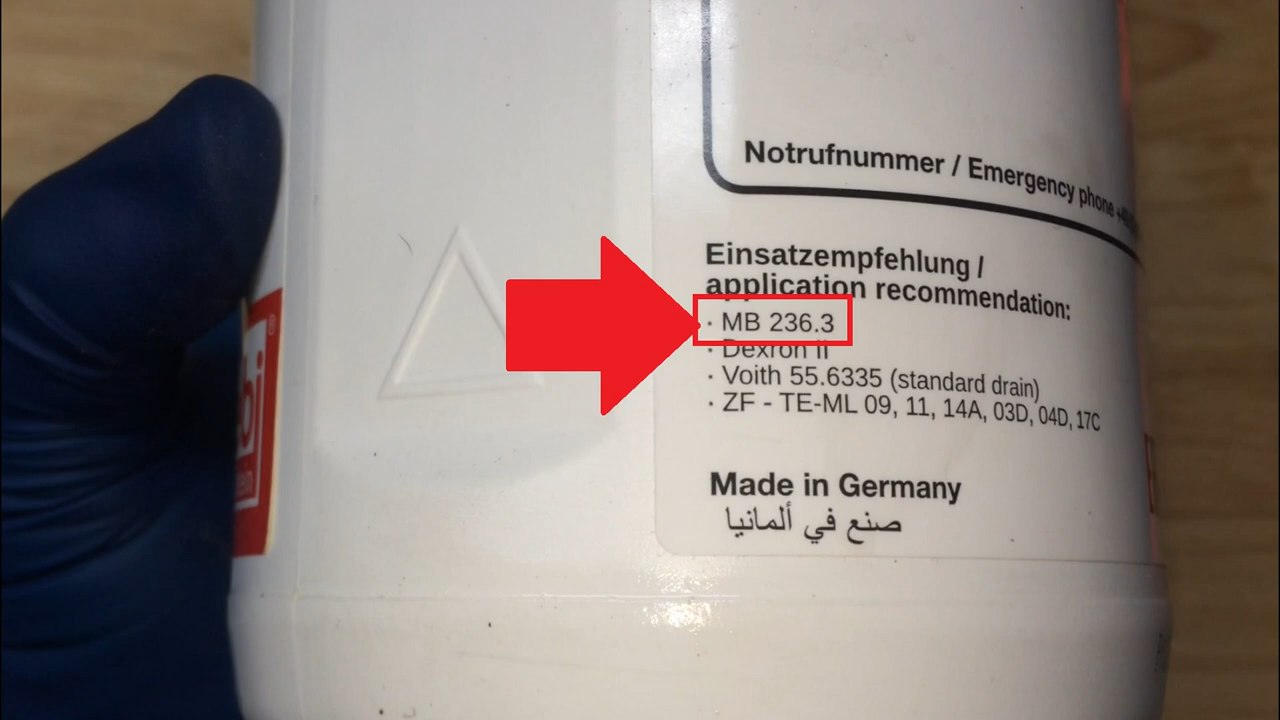 Notrufnummer / Emergency phone
Einsatzempfehlung /
application recommendation:
· MB 236.3
· Dexron II
· Voith 55.6335 (standard drain)
· ZF - TE-ML 09, 11, 14A, 03D, 04D, 17C
Made in Germany
صنع في ألمانيا
bi
®